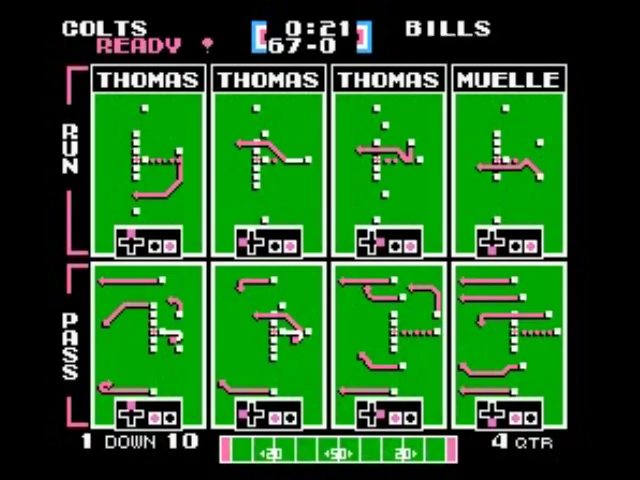 COLTS 0:21 BILLS
READY 67-0
THOMAS THOMAS THOMAS MUELLE
RUN
PASS
1 DOWN 10 4 QTR
20 50 20